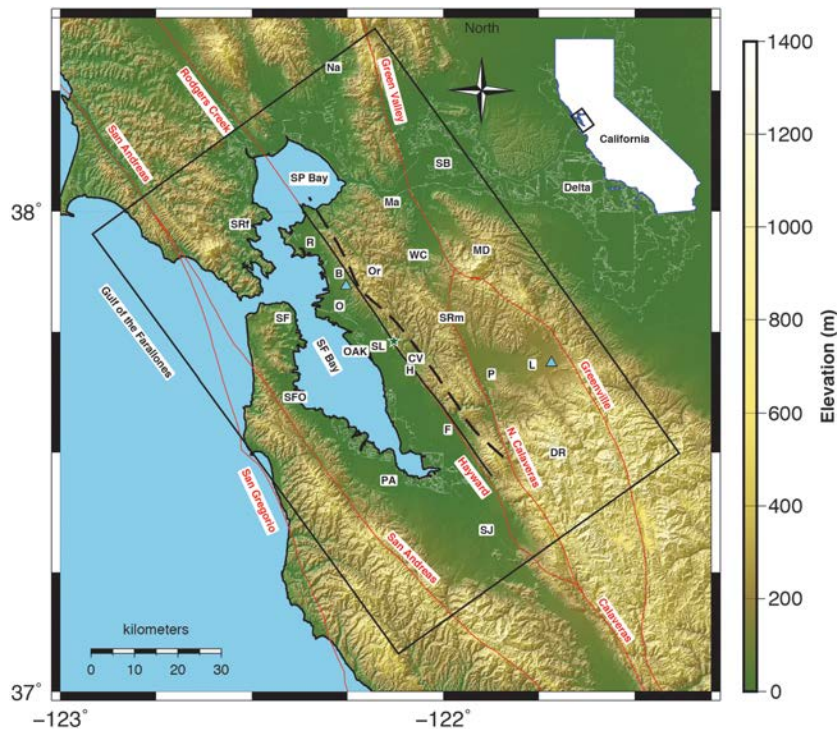 North
Na
Rodgers Creek
Green Valley
San Andreas
California
SP Bay
SB
Delta
Ma
38°
SRf
R
WC
MD
Or
B
O
Gulf of the Farallones
SF
SRm
SF Bay
OAK
SL
CV
H
P
L
Greenville
SFO
F
N. Calaveras
DR
Hayward
PA
San Gregorio
SJ
San Andreas
Calaveras
kilometers
0 10 20 30
37°
−123°
−122°
1400
1200
1000
800
600
400
200
0
Elevation (m)